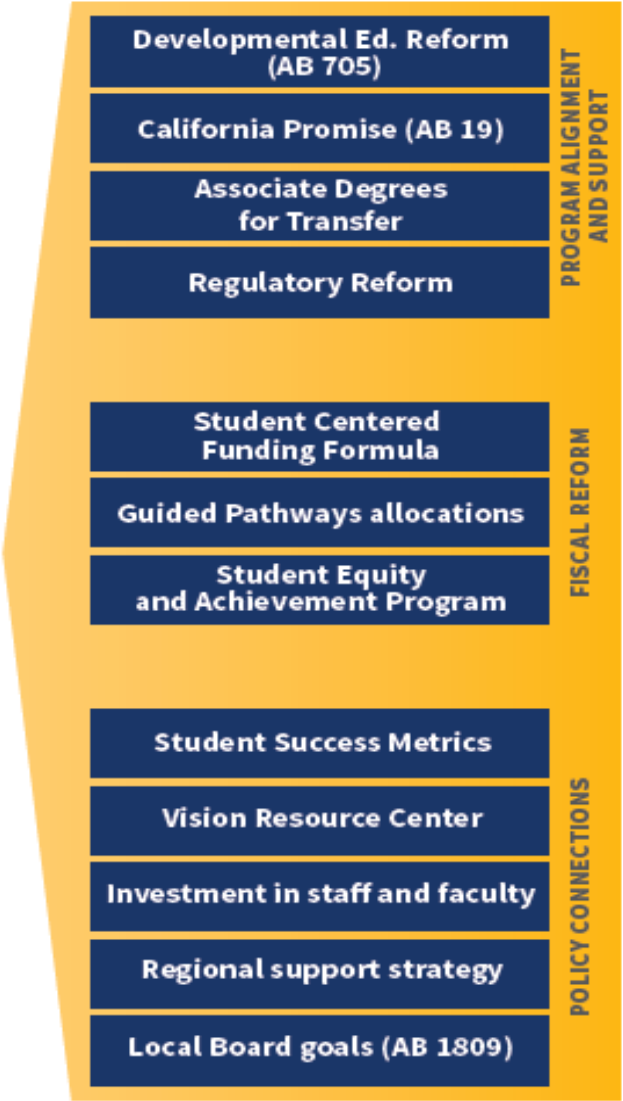 Developmental Ed. Reform
(AB 705)
California Promise (AB 19)
Associate Degrees
for Transfer
Regulatory Reform
PROGRAM ALIGNMENT
AND SUPPORT
Student Centered
Funding Formula
Guided Pathways allocations
Student Equity
and Achievement Program
FISCAL REFORM
Student Success Metrics
Vision Resource Center
Investment in staff and faculty
Regional support strategy
Local Board goals (AB 1809)
POLICY CONNECTIONS